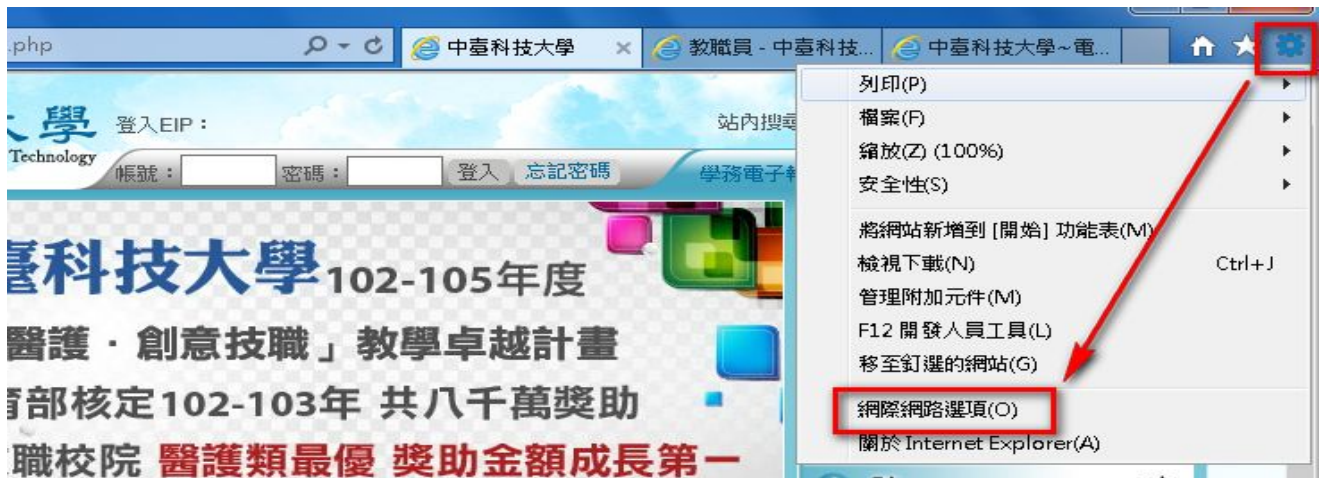 .php
中臺科技大學
教職員 - 中臺科技...
中臺科技大學~電...
學
登入EIP：
站內搜尋
Technology
帳號：
密碼：
登入
忘記密碼
學務電子
列印(P)
檔案(F)
縮放(Z) (100%)
安全性(S)
將網站新增到 [開始] 功能表(M)
檢視下載(N)
Ctrl+J
管理附加元件(M)
F12 開發人員工具(L)
移至釘選的網站(G)
網際網路選項(O)
關於 Internet Explorer(A)
臺科技大學102-105年度
醫護．創意技職」教學卓越計畫
育部核定102-103年 共八千萬獎助
職校院 醫護類最優 獎助金額成長第一